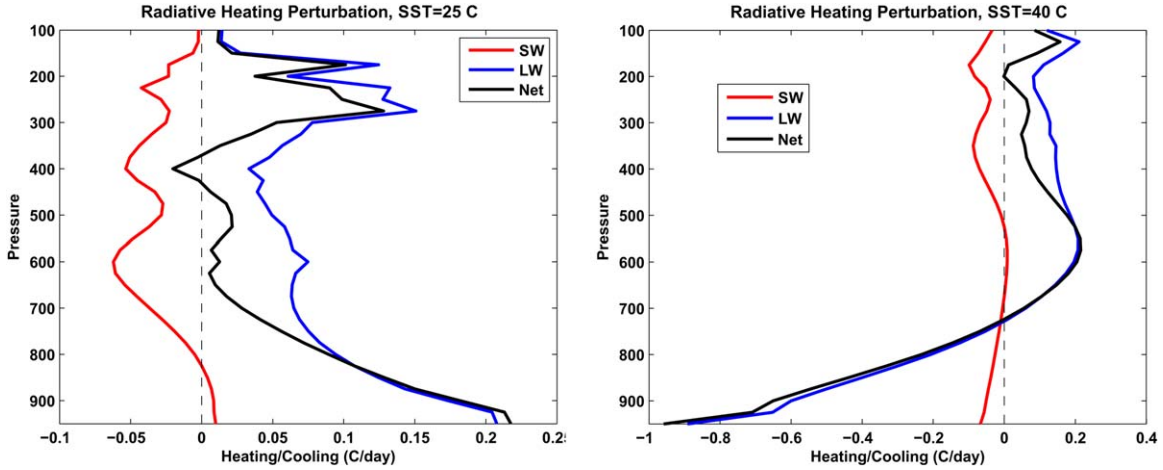 Radiative Heating Perturbation, SST=25 C
100
200
300
400
500
600
700
800
900
Pressure
SW
LW
Net
−0.1
−0.05
0
0.05
0.1
0.15
0.2
0.25
Heating/Cooling (C/day)
Radiative Heating Perturbation, SST=40 C
100
200
300
400
500
600
700
800
900
Pressure
SW
LW
Net
−1
−0.8
−0.6
−0.4
−0.2
0
0.2
0.4
Heating/Cooling (C/day)